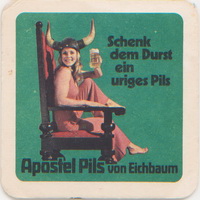 Schenk
dem Durst
ein
uriges Pils
Apostel Pils von Eichbaum